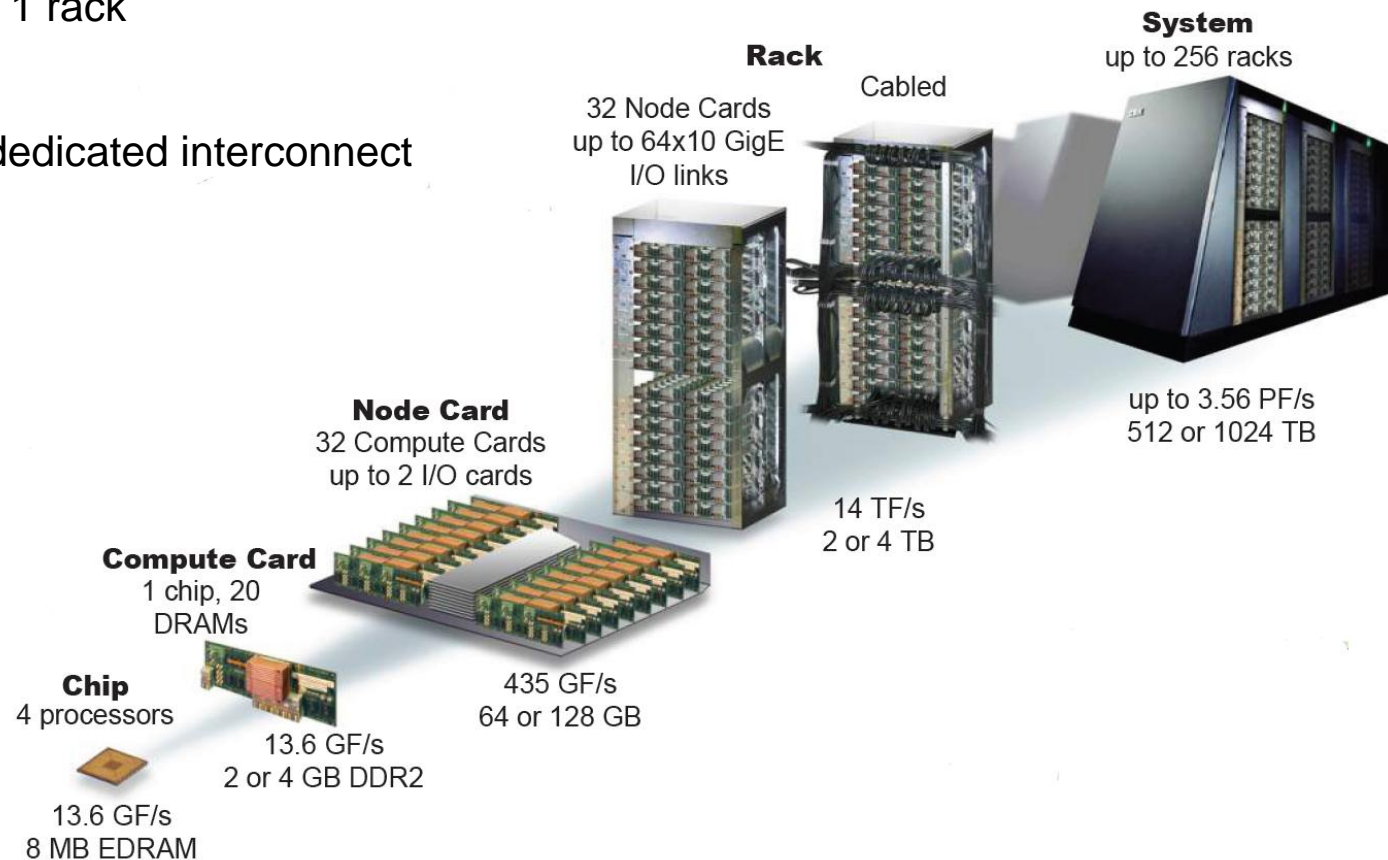 1 rack
dedicated interconnect
System
up to 256 racks
Rack
Cabled
32 Node Cards
up to 64x10 GigE
I/O links
up to 3.56 PF/s
512 or 1024 TB
14 TF/s
2 or 4 TB
Node Card
32 Compute Cards
up to 2 I/O cards
435 GF/s
64 or 128 GB
Compute Card
1 chip, 20
DRAMs
13.6 GF/s
2 or 4 GB DDR2
Chip
4 processors
13.6 GF/s
8 MB EDRAM